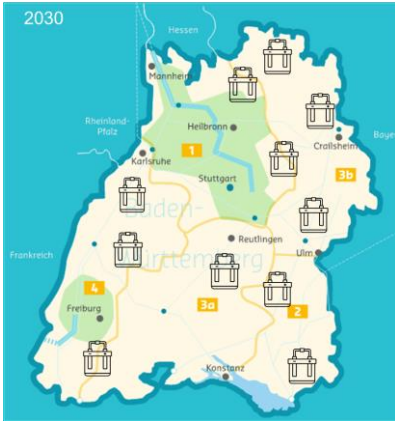 2030
Hessen
Mannheim
Rheinland-
Pfalz
Heilbronn
Crailsheim
Baye
1
Karlsruhe
Stuttgart
3b
Baden-
Württemberg
Reutlingen
Ulm
Frankreich
4
3a
2
Freiburg
Konstanz